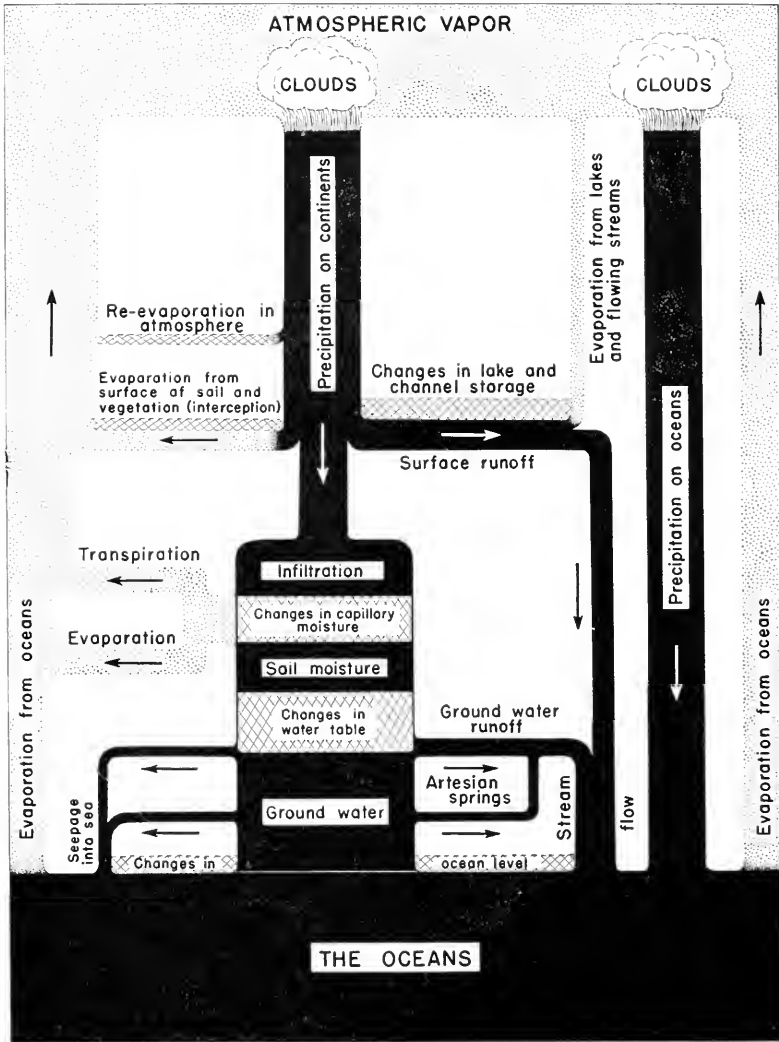 ATMOSPHERIC VAPOR
CLOUDS
CLOUDS
Precipitation on continents
Evaporation from lakes
and flowing streams
Re-evaporation in
atmosphere
Evaparation from
surface of sail and
vegetation (interception)
Changes in lake and
channel storage
Surface runoff
Precipitation on oceans
Transpiration
Infiltration
Changes in capillary
moisture
Evaparation
Sail moisture
Changes in
water table
Ground water
runoff
Evaporation from oceans
Evaporation from oceans
Artesian
springs
Seepage
into sea
Ground water
Stream
flow
Changes in
ocean level
THE OCEANS